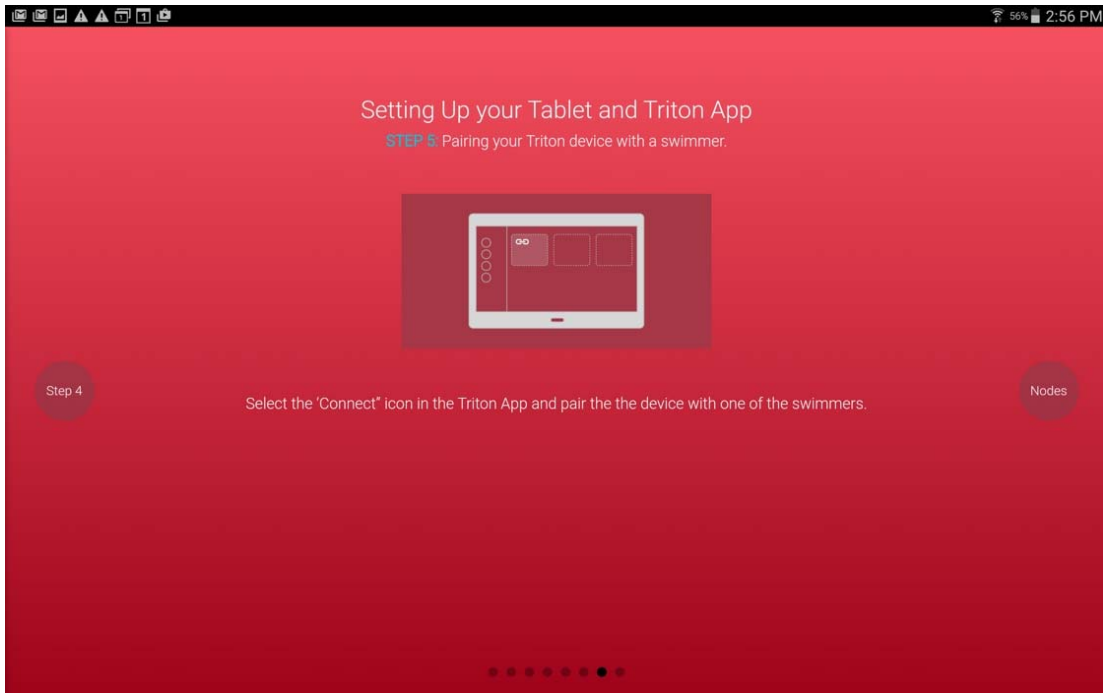 56% 2:56 PM
Setting Up your Tablet and Triton App
STEP 5: Pairing your Triton device with a swimmer.
Step 4
Nodes
Select the ‘Connect” icon in the Triton App and pair the the device with one of the swimmers.